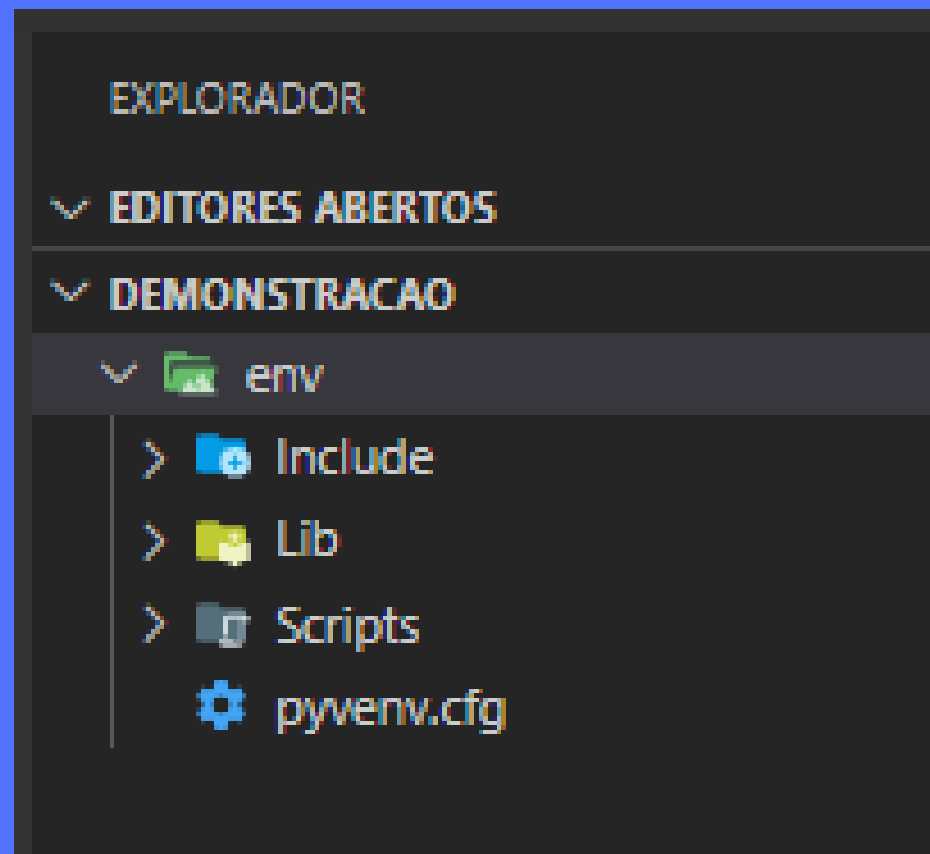 EXPLORADOR
EDITORES ABERTOS
DEMONSTRACAO
env
Include
Lib
Scripts
pyvenv.cfg